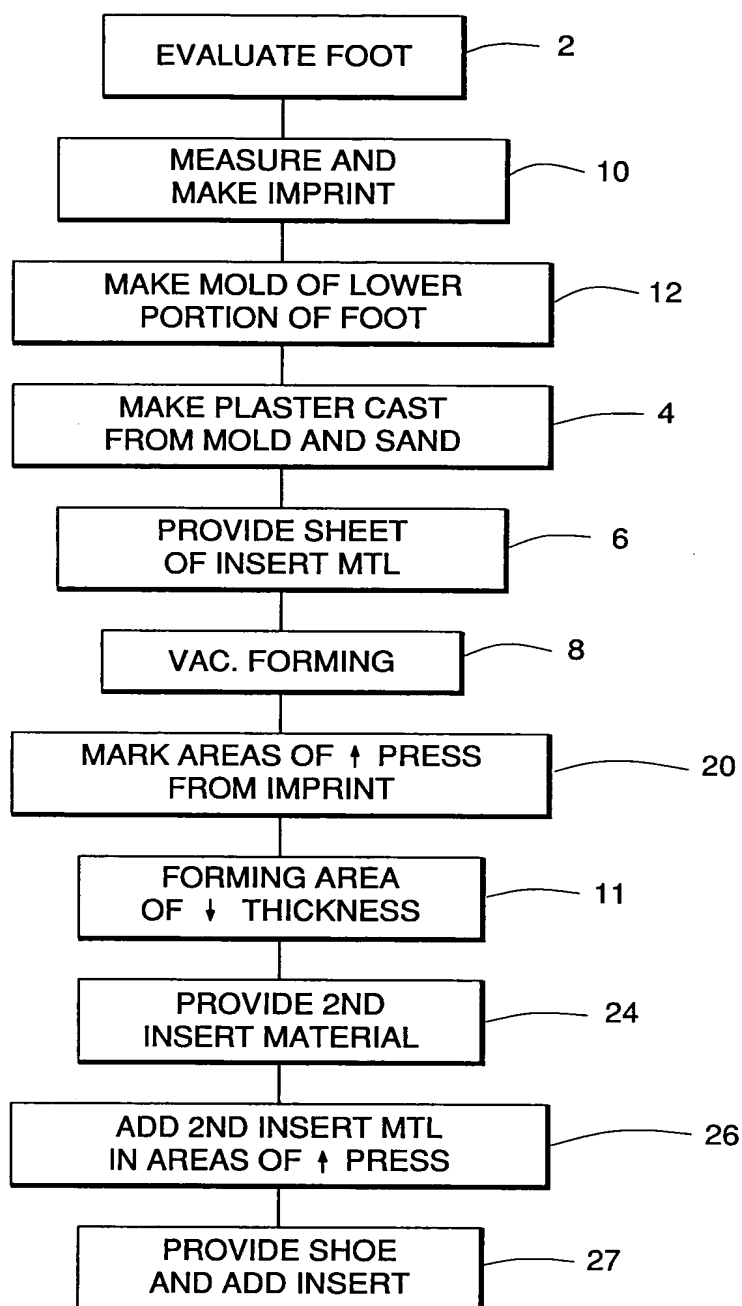 EVALUATE FOOT
2
MEASURE AND
MAKE IMPRINT
10
MAKE MOLD OF LOWER
PORTION OF FOOT
12
MAKE PLASTER CAST
FROM MOLD AND SAND
4
PROVIDE SHEET
OF INSERT MTL
6
VAC. FORMING
8
MARK AREAS OF ↑ PRESS
FROM IMPRINT
20
FORMING AREA
OF ↓ THICKNESS
11
PROVIDE 2ND
INSERT MATERIAL
24
ADD 2ND INSERT MTL
IN AREAS OF ↑ PRESS
26
PROVIDE SHOE
AND ADD INSERT
27